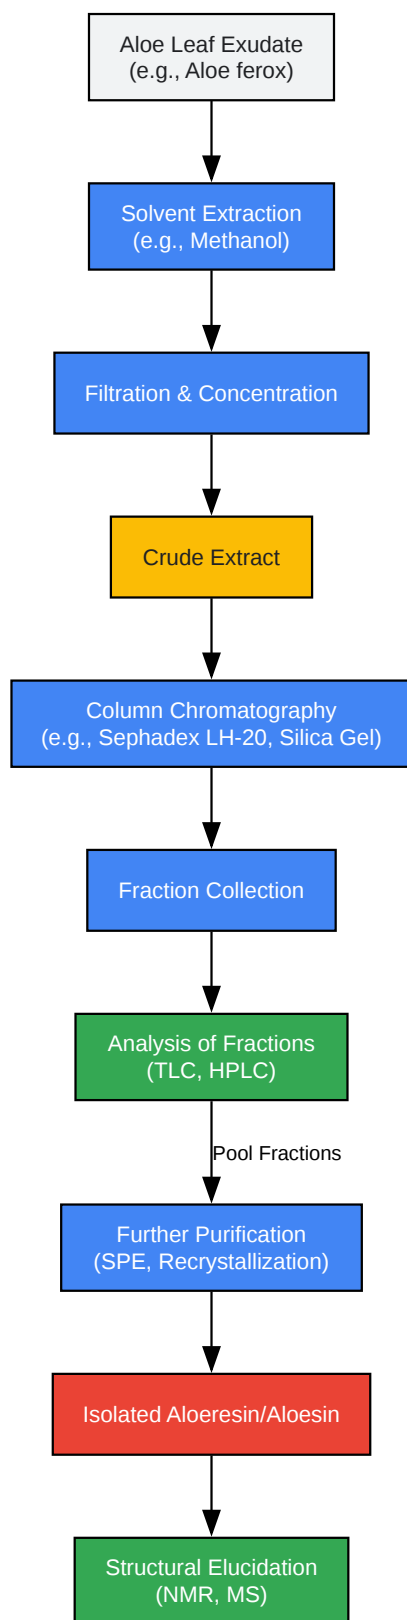 Aloe Leaf Exudate
(e.g., Aloe ferox)
Solvent Extraction
(e.g., Methanol)
Filtration & Concentration
Crude Extract
Column Chromatography
(e.g., Sephadex LH-20, Silica Gel)
Fraction Collection
Analysis of Fractions
(TLC, HPLC)
Pool Fractions
Further Purification
(SPE, Recrystallization)
Isolated Aloeresin/Aloesin
Structural Elucidation
(NMR, MS)